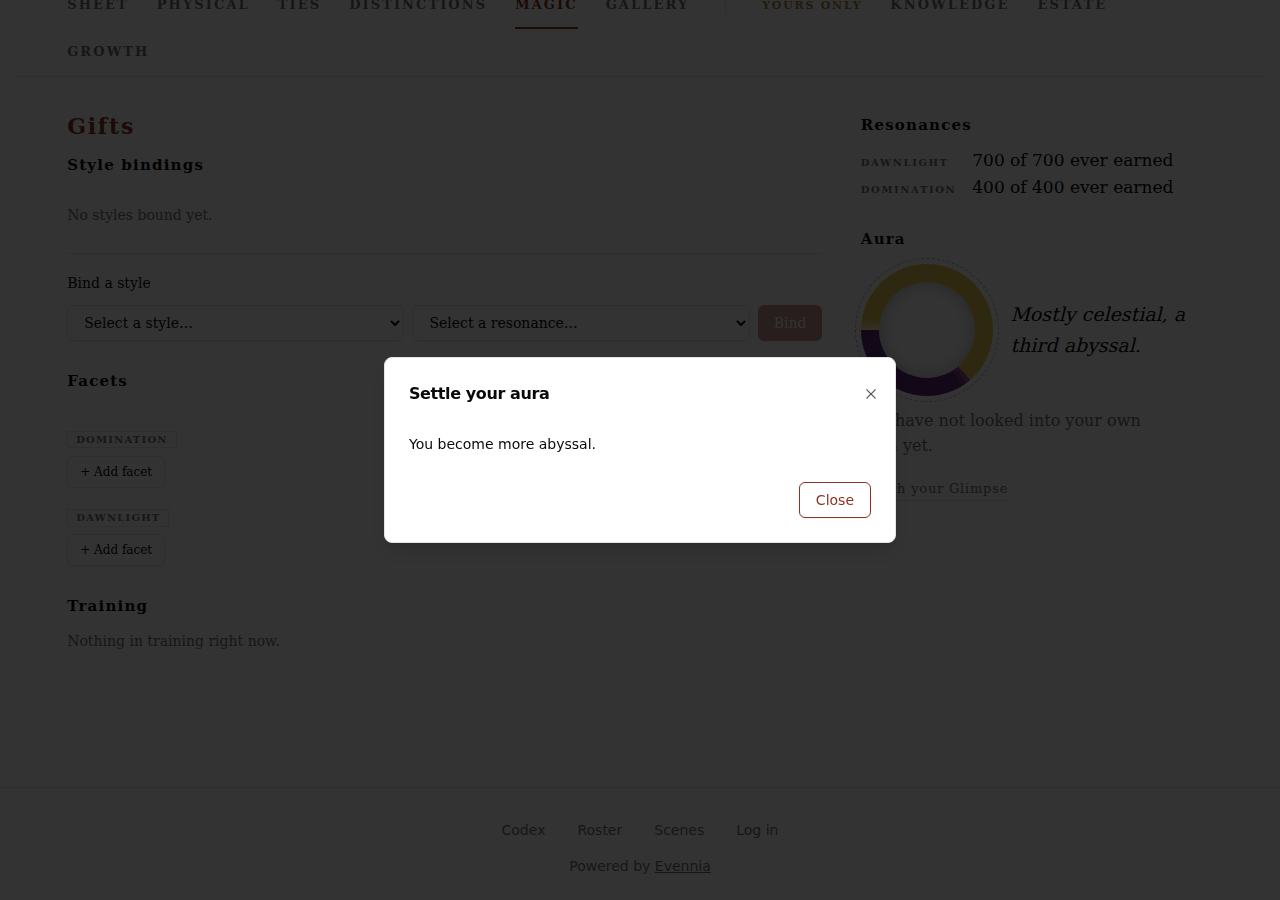 SHEET PHYSICAL TIES DISTINCTIONS MAGIC GALLERY YOURS ONLY KNOWLEDGE ESTATE
GROWTH
Gifts
Style bindings
No styles bound yet.
Bind a style
Select a style...
Select a resonance...
Bind
Facets
DOMINATION
+ Add facet
DAWNLIGHT
+ Add facet
Training
Nothing in training right now.
Resonances
DAWNLIGHT 700 of 700 ever earned
DOMINATION 400 of 400 ever earned
Aura
Mostly celestial, a
third abyssal.
have not looked into your own
yet.
your Glimpse
Settle your aura
×
You become more abyssal.
Close
Codex Roster Scenes Log in
Powered by Evennia